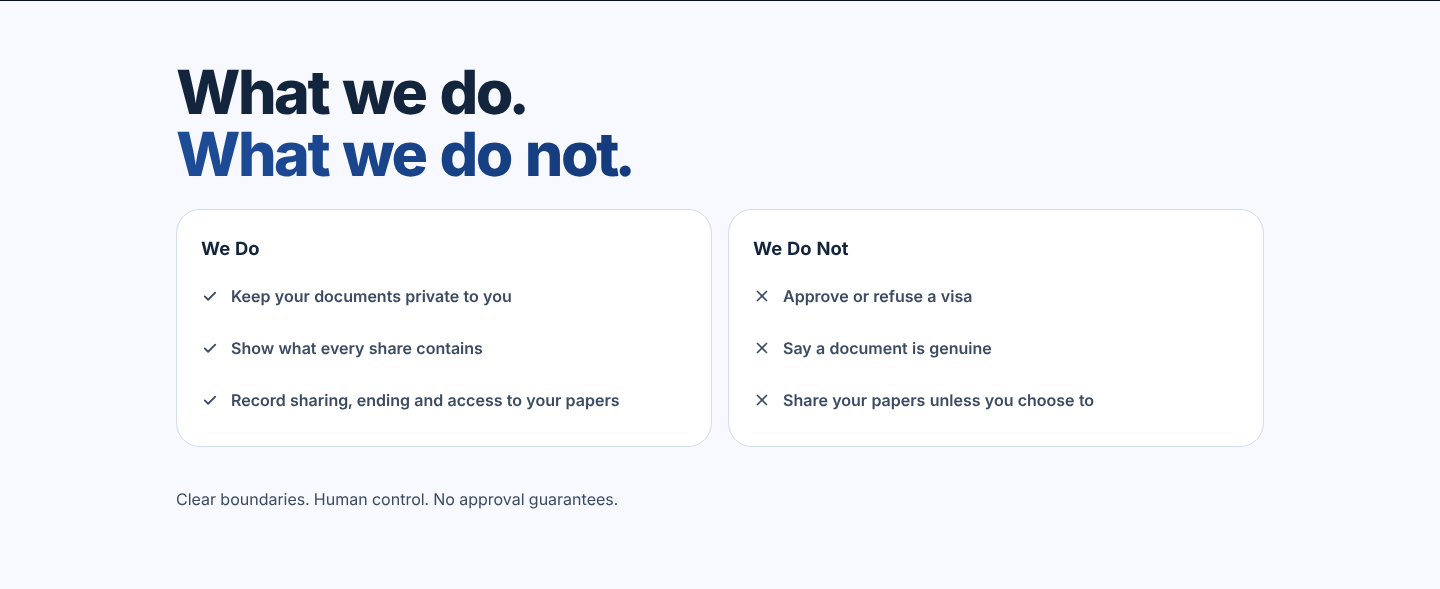 What we do.
What we do not.
We Do
Keep your documents private to you
Show what every share contains
Record sharing, ending and access to your papers
We Do Not
Approve or refuse a visa
Say a document is genuine
Share your papers unless you choose to
Clear boundaries. Human control. No approval guarantees.